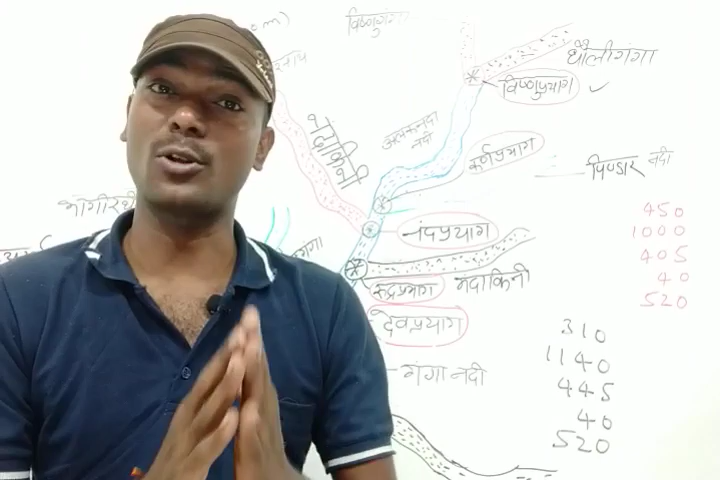 विष्णुगंगा
धौलीगंगा
विष्णुप्रयाग
अलकनंदा
नदी
कर्णप्रयाग
पिण्डार नदी
नंदाकिनी
भागीरथी
नंदप्रयाग
450
1000
405
40
520
रूद्रप्रयाग
मंदाकिनी
देवप्रयाग
गंगा नदी
310
1140
445
40
520